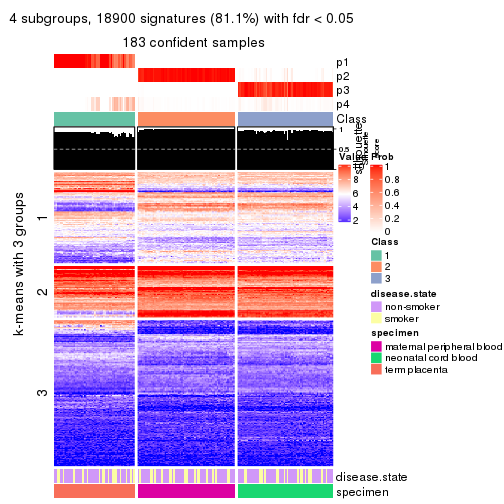 4 subgroups, 18900 signatures (81.1%) with fdr < 0.05
183 confident samples
p1
p2
p3
p4
Class
1
0.5
silhouette
score
k-means with 3 groups
1
2
3
Value
10
8
6
4
2
Prob
1
0.8
0.6
0.4
0.2
0
Class
1
2
3
disease.state
non-smoker
smoker
specimen
maternal peripheral blood
neonatal cord blood
term placenta
disease.state
specimen